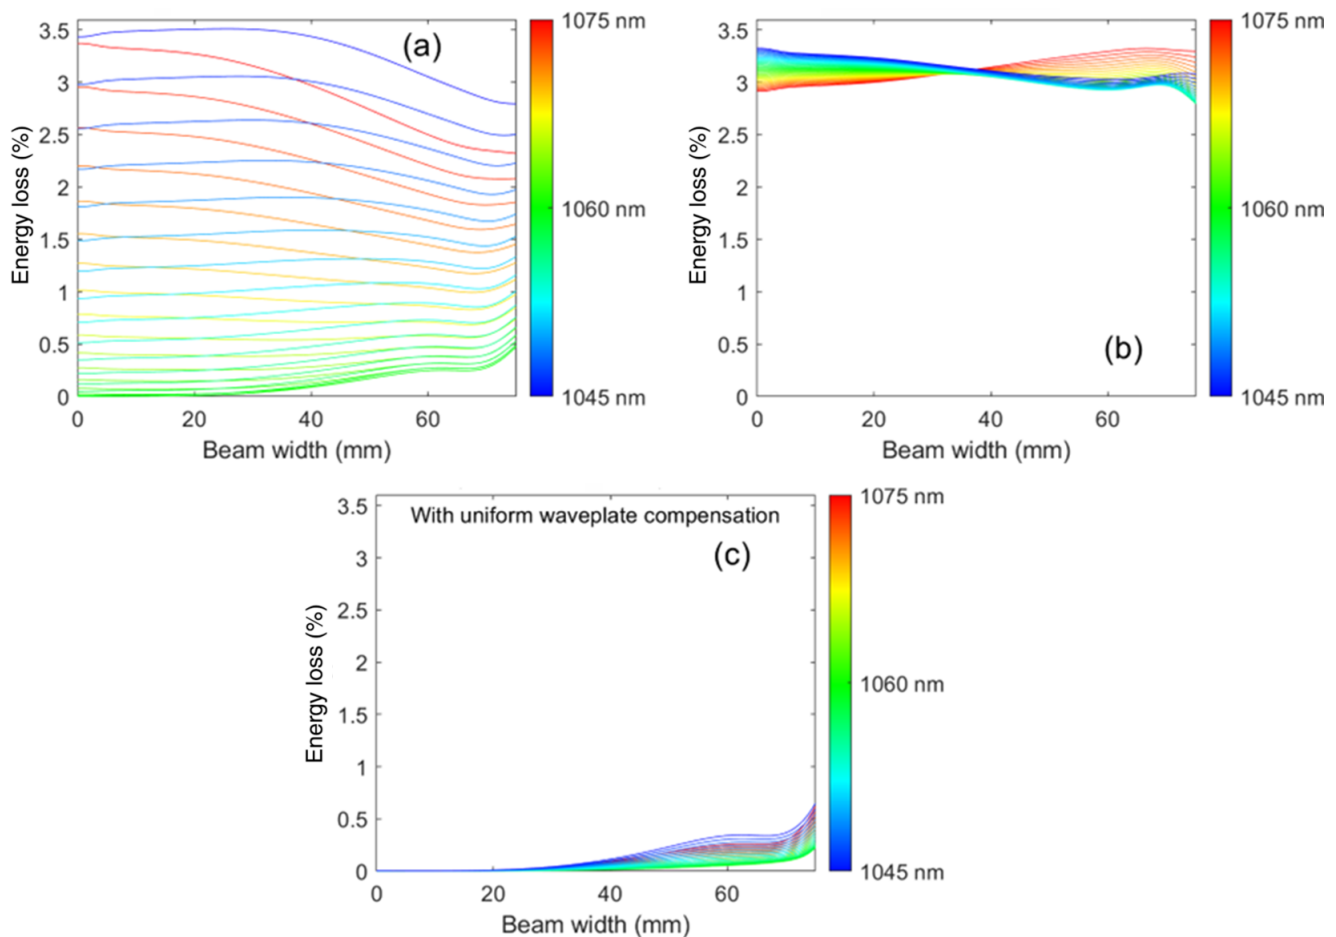 3.5
3
2.5
2
1.5
1
0.5
0
0
20
40
60
Energy loss (%)
Beam width (mm)
(a)
1075 nm
1060 nm
1045 nm
3.5
3
2.5
2
1.5
1
0.5
0
0
20
40
60
Energy loss (%)
Beam width (mm)
(b)
1075 nm
1060 nm
1045 nm
3.5
3
2.5
2
1.5
1
0.5
0
0
20
40
60
Energy loss (%)
Beam width (mm)
With uniform waveplate compensation
(c)
1075 nm
1060 nm
1045 nm